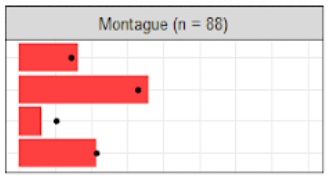 Montague (n = 88)